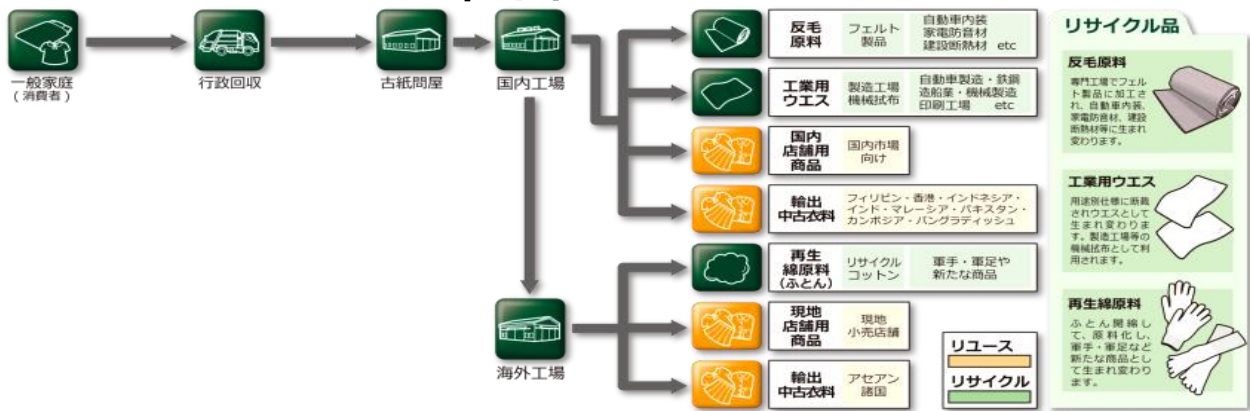 一般家庭
(消費者)
行政回収
古紙問屋
国内工場
海外工場
反毛
原料
フェルト
製品
自動車内装
家電防音材
建設断熱材 etc
工業用
ウエス
製造工場
機械拭布
自動車製造・鉄鋼
造船業・機械製造
印刷工場 etc
国内
店舗用
商品
国内市場
向け
輸出
中古衣料
フィリピン・香港・インドネシア・
インド・マレーシア・パキスタン・
カンボジア・バングラディッシュ
再生
綿原料
(ふとん)
リサイクル
コットン
軍手・軍足や
新たな商品
現地
店舗用
商品
現地
小売店舗
輸出
中古衣料
アセアン
諸国
リユース
リサイクル
リサイクル品
反毛原料
専門工場でフェル
ト製品に加工さ
れ、自動車内装、
家電防音材、建設
断熱材等に生まれ
変わります。
工業用ウエス
用途別仕様に断裁
されウエスとして
生まれ変わりま
す。製造工場等の
機械拭布として利
用されます。
再生綿原料
ふとん開綿し
て、原料化し、
軍手・軍足など
新たな商品とし
て生まれ変わり
ます。